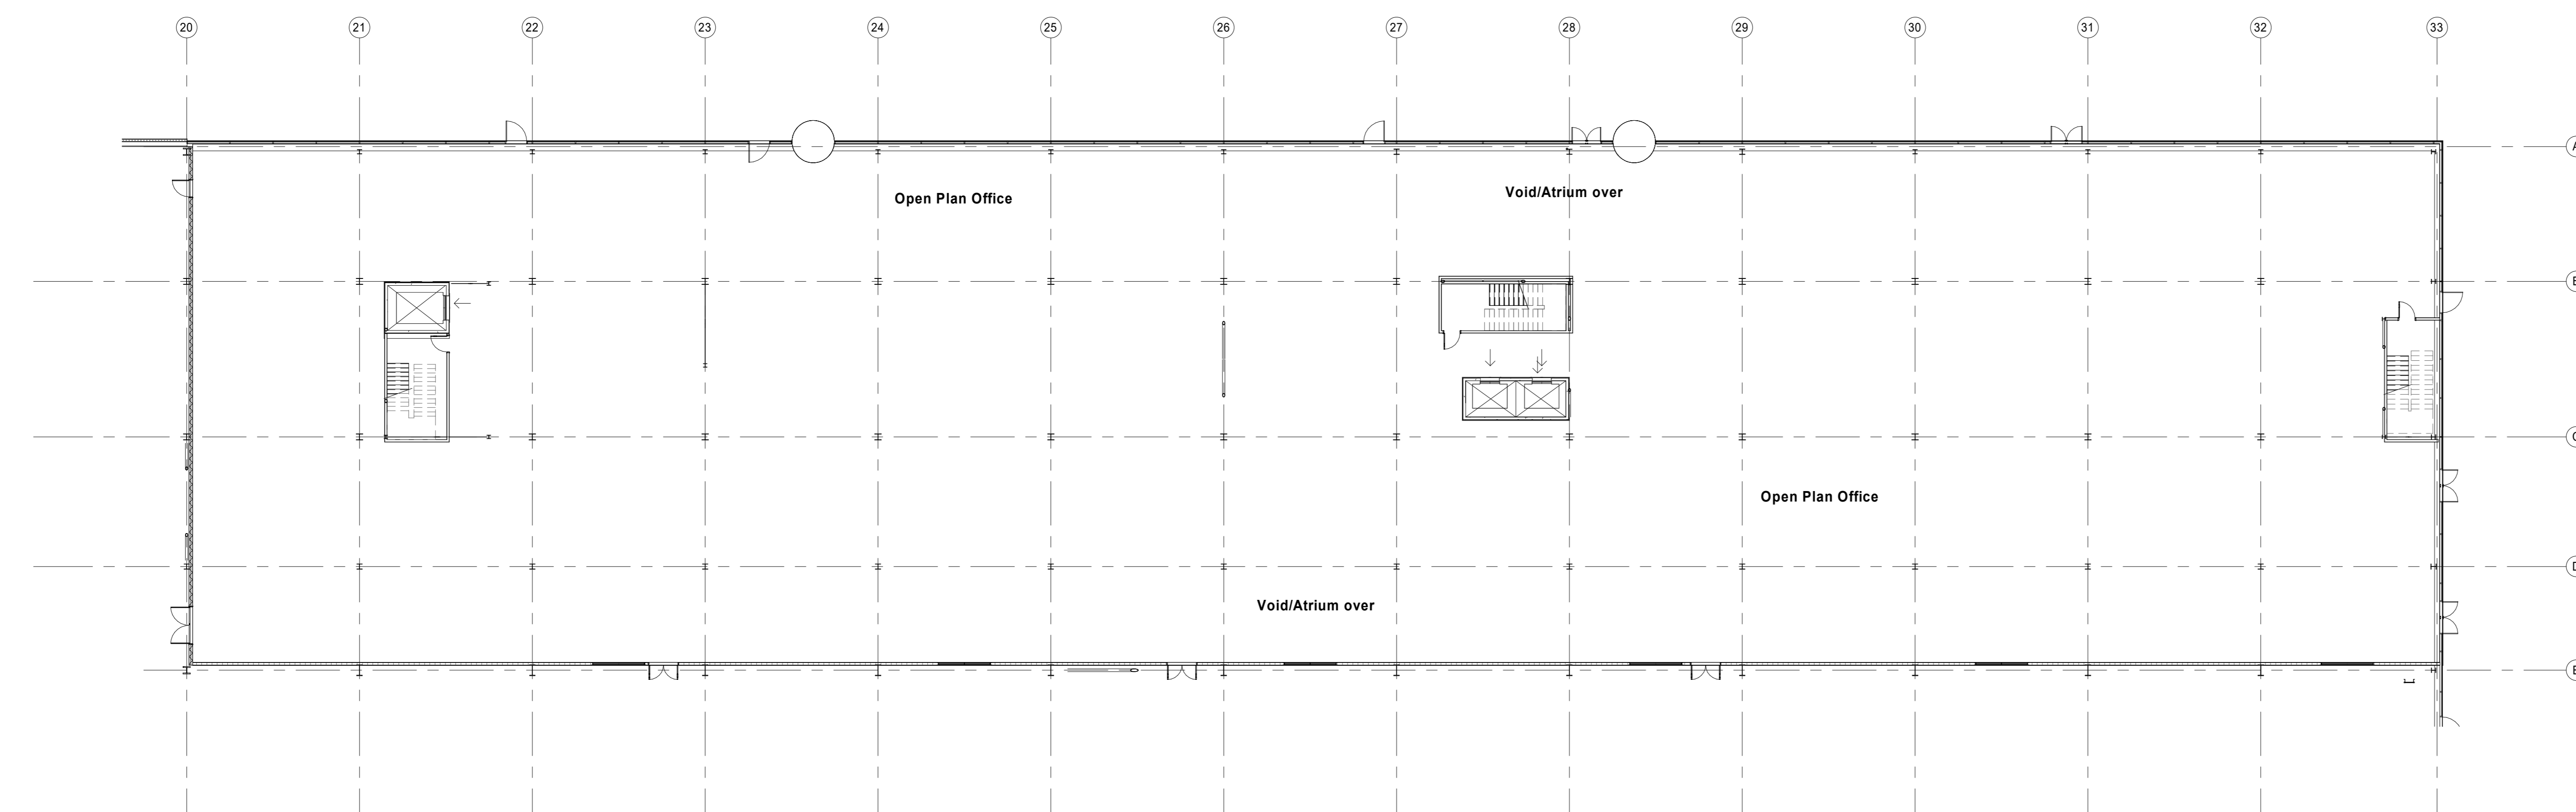 20 21 22 23 24 25 26 27 28 29 30 31 32 33
A
Void/Atrium over
Open Plan Office
C
Open Plan Office
D
Void/Atrium over